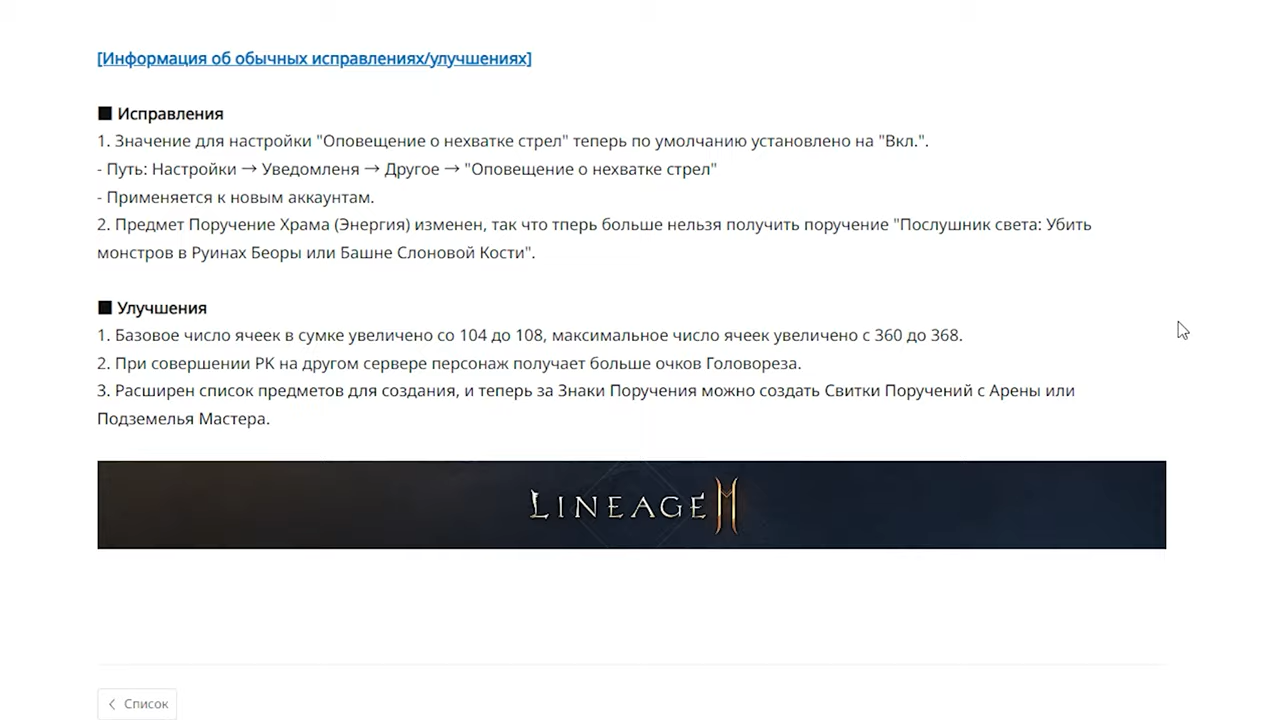 [Информация об обычных исправлениях/улучшениях]
■ Исправления
1. Значение для настройки "Оповещение о нехватке стрел" теперь по умолчанию установлено на "Вкл.".
- Путь: Настройки → Уведомленя → Другое → "Оповещение о нехватке стрел"
- Применяется к новым аккаунтам.
2. Предмет Поручение Храма (Энергия) изменен, так что тперь больше нельзя получить поручение "Послушник света: Убить
монстров в Руинах Беоры или Башне Слоновой Кости".
■ Улучшения
1. Базовое число ячеек в сумке увеличено со 104 до 108, максимальное число ячеек увеличено с 360 до 368.
2. При совершении PK на другом сервере персонаж получает больше очков Головореза.
3. Расширен список предметов для создания, и теперь за Знаки Поручения можно создать Свитки Поручений с Арены или
Подземелья Мастера.
LINEAGE M
Список